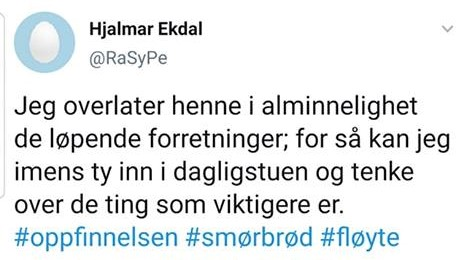 Hjalmar Ekdal
@RaSyPe
Jeg overlater henne i alminnelighet
de løpende forretninger; for så kan jeg
imens ty inn i dagligstuen og tenke
over de ting som viktigere er.
#oppfinnelsen #smørbrød #fløyte